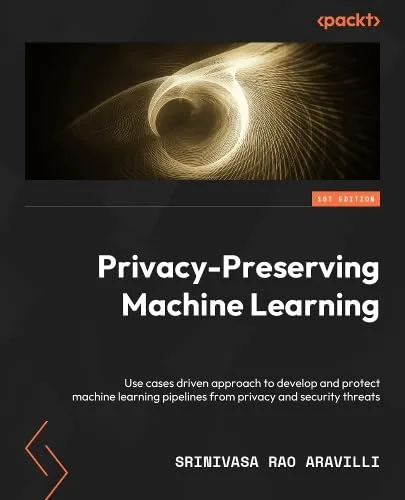 <packt>
1ST EDITION
Privacy-Preserving
Machine Learning
Use cases driven approach to develop and protect
machine learning pipelines from privacy and security threats
SRINIVASA RAO ARAVILLI